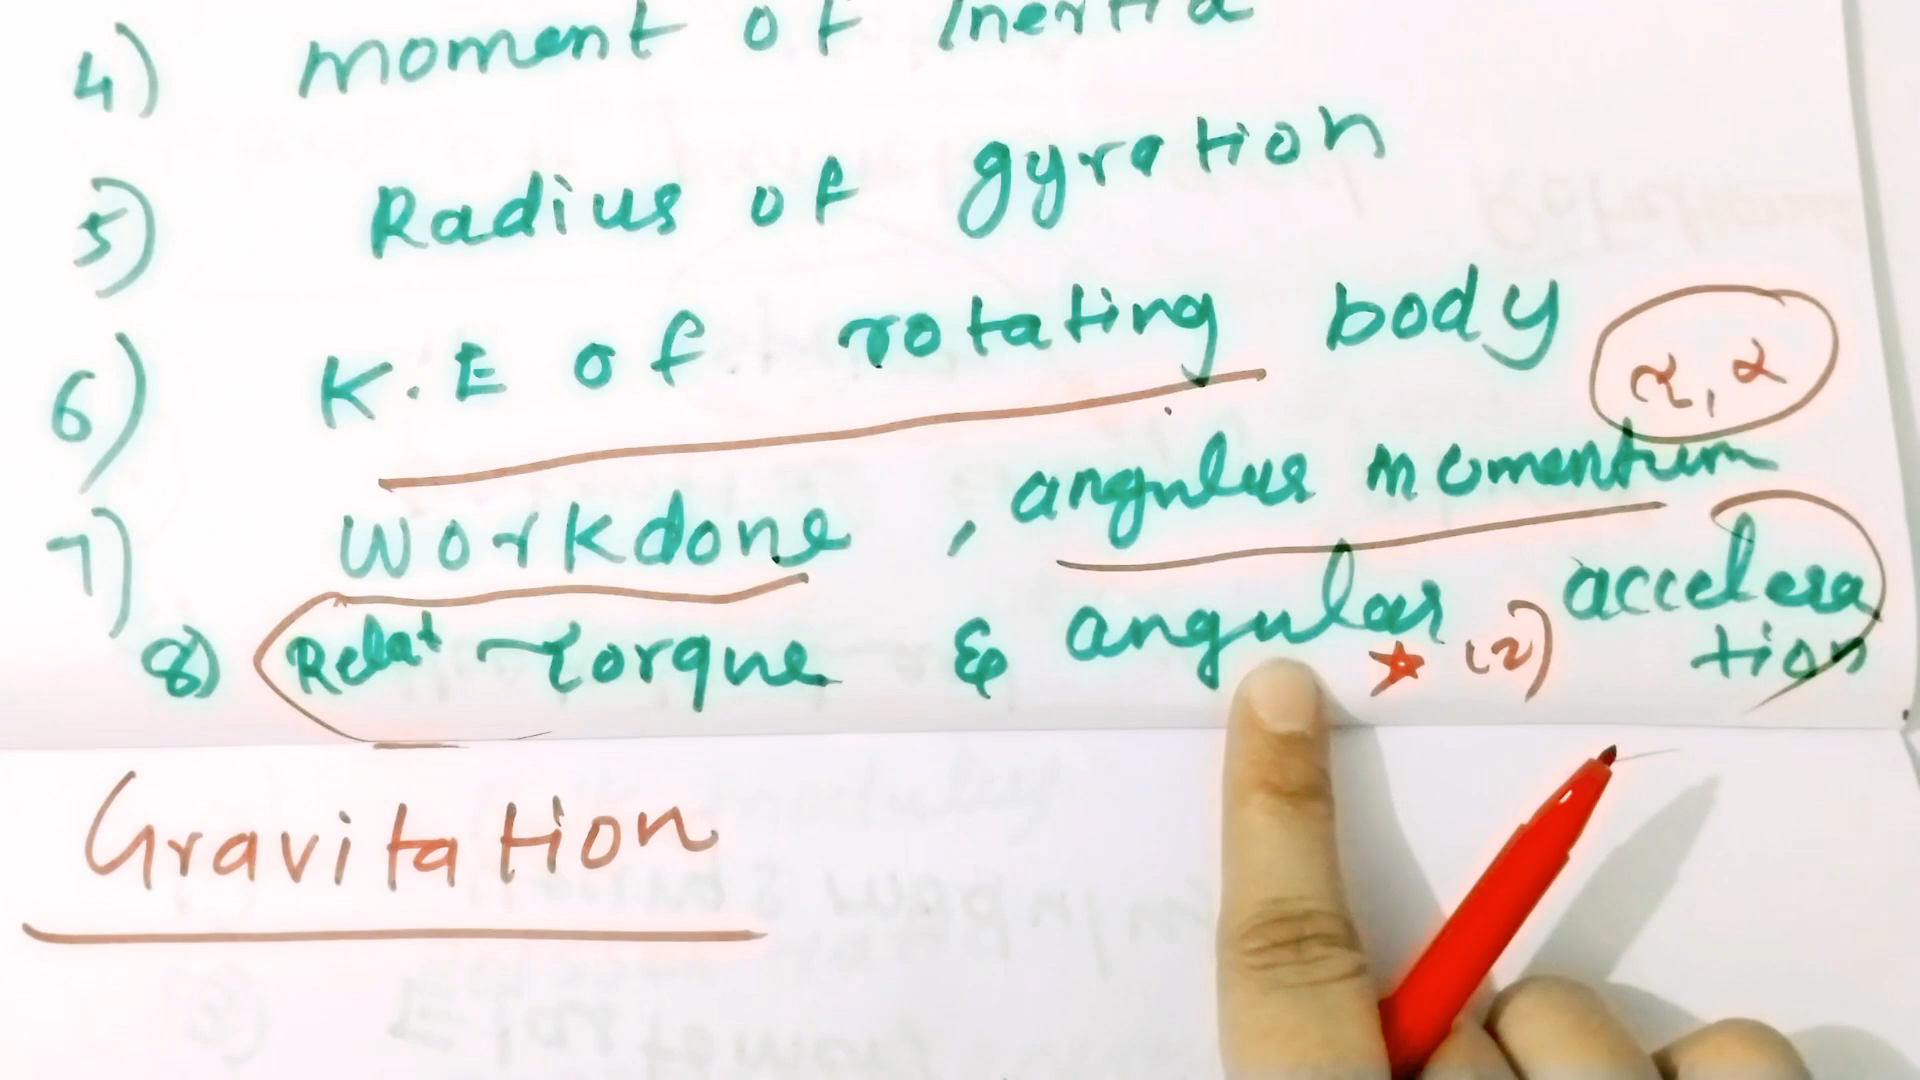 4) moment of Inertia
5) Radius of gyration
6) K.E of rotating body
τ, α
7) Workdone , angular momentum
8) Relat torque & angular (2) accelera
tion
Gravitation